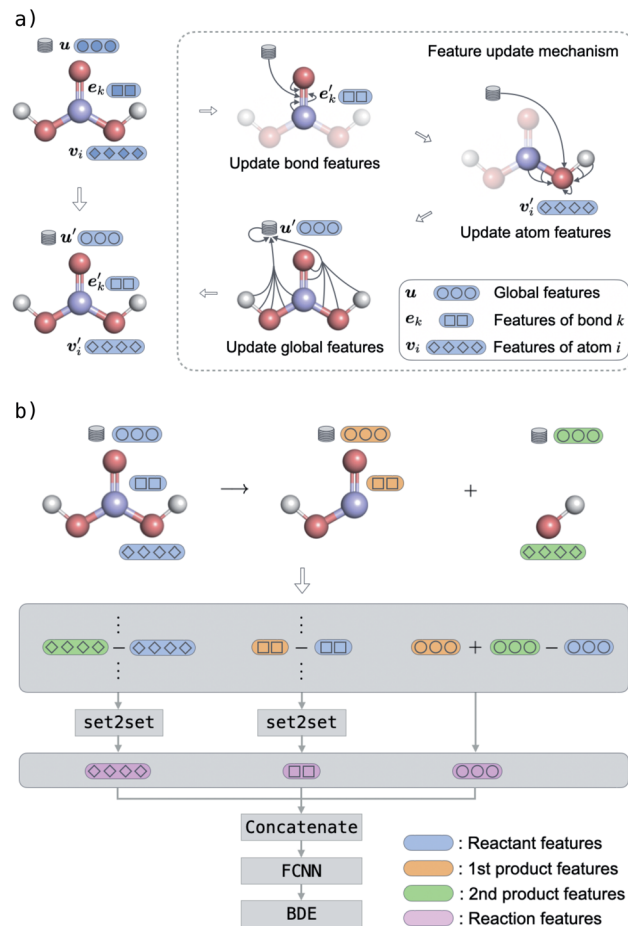 a)
u
e_k
v_i
u′
e′_k
v′_i
Feature update mechanism
e′_k
Update bond features
v′_i
Update atom features
u′
Update global features
u Global features
e_k Features of bond k
v_i Features of atom i
b)
→ +
⋮ ⋮
− − + −
⋮ ⋮
set2set set2set
Concatenate
FCNN
BDE
: Reactant features
: 1st product features
: 2nd product features
: Reaction features